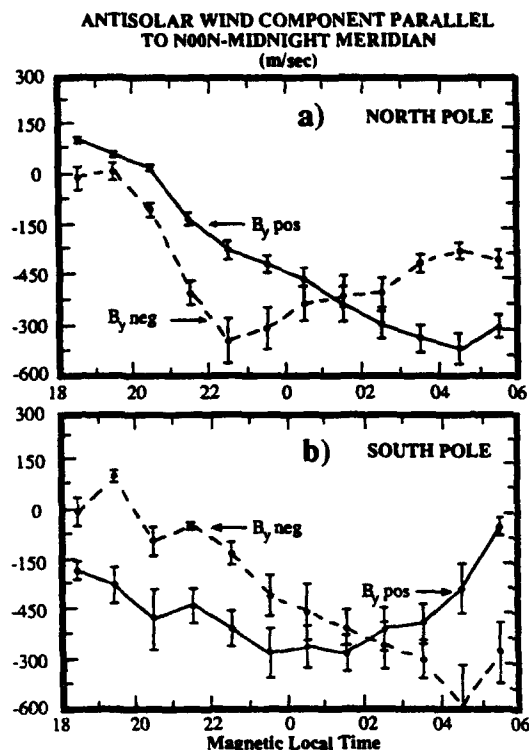 ANTISOLAR WIND COMPONENT PARALLEL
TO N00N-MIDNIGHT MERIDIAN
(m/sec)
300
150
0
-150
-450
-300
-600
a) NORTH POLE
By pos
By neg
18 20 22 0 02 04 06
300
150
0
-150
-450
-300
-600
b) SOUTH POLE
By neg
By pos
18 20 22 0 02 04 06
Magnetic Local Time